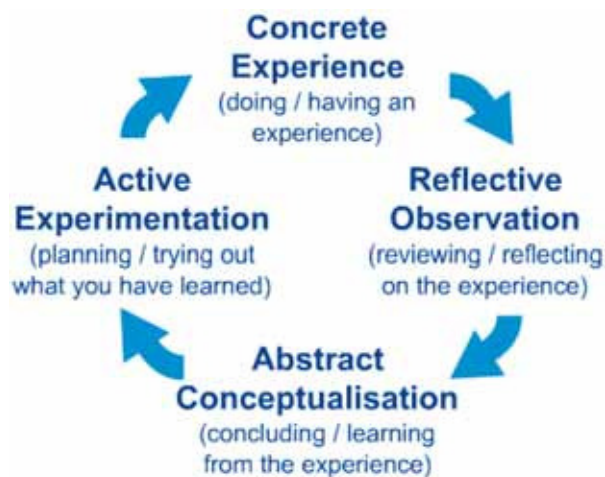 Concrete
Experience
(doing / having an
experience)
Reflective
Observation
(reviewing / reflecting
on the experience)
Abstract
Conceptualisation
(concluding / learning
from the experience)
Active
Experimentation
(planning / trying out
what you have learned)